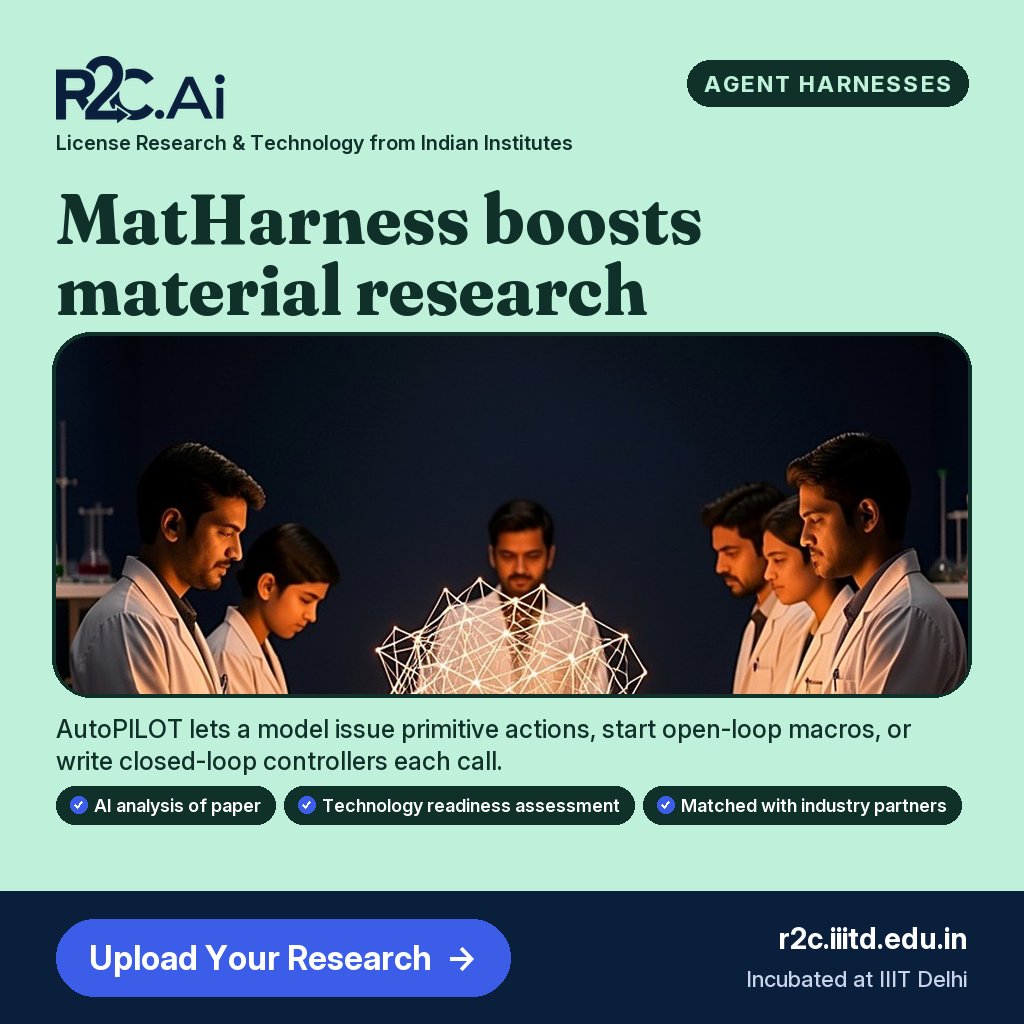 R2C.Ai
AGENT HARNESSES
License Research & Technology from Indian Institutes
MatHarness boosts
material research
AutoPILOT lets a model issue primitive actions, start open-loop macros, or
write closed-loop controllers each call.
AI analysis of paper
Technology readiness assessment
Matched with industry partners
Upload Your Research →
r2c.iiitd.edu.in
Incubated at IIIT Delhi